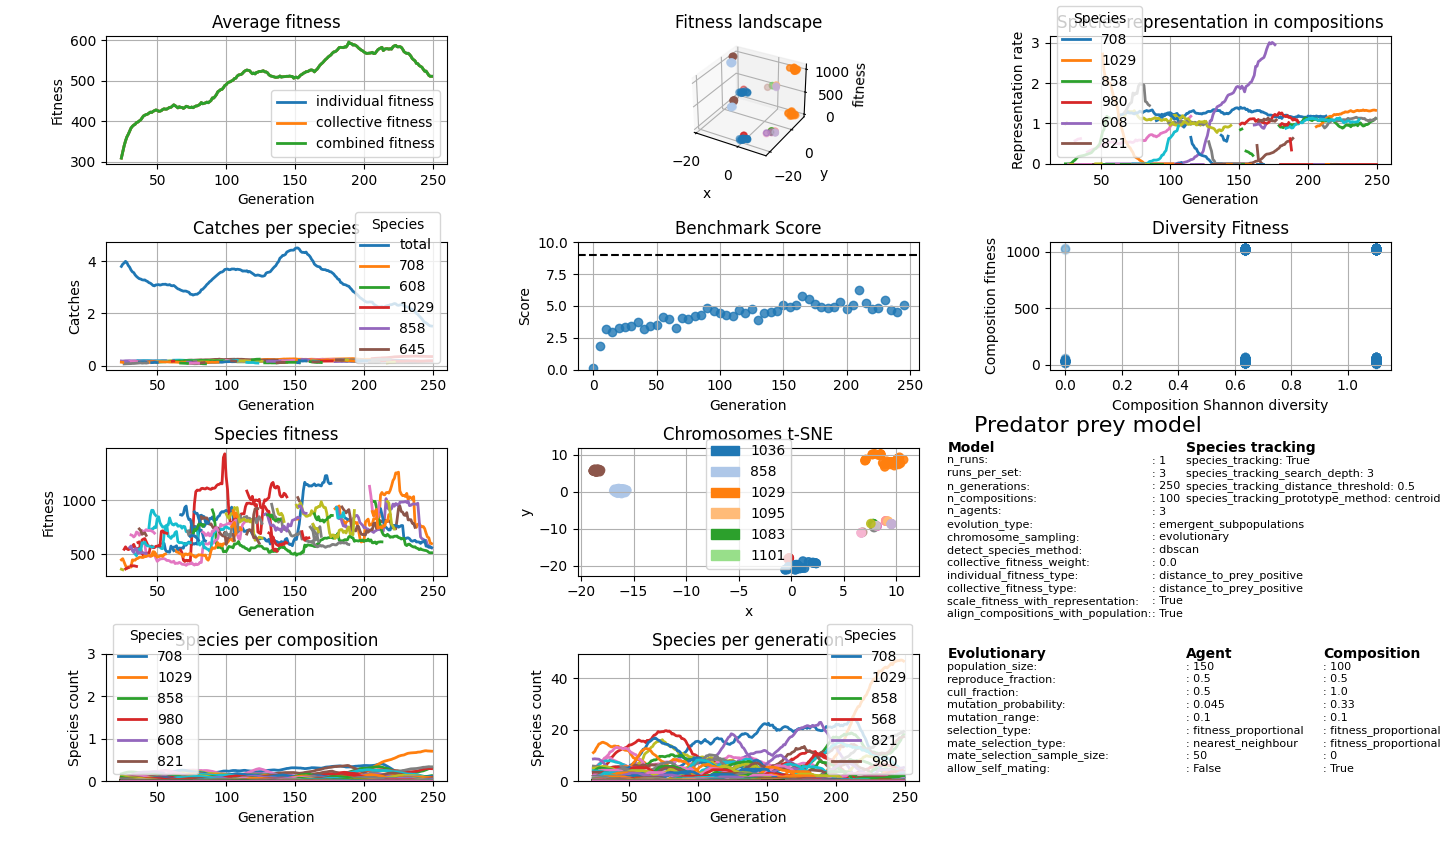 Average fitness
600
500
400
300
Fitness
individual fitness
collective fitness
combined fitness
50
100
150
200
250
Generation
Fitness landscape
1000
500
0
fitness
−20
0
x
−20
0
y
Species representation in compositions
Species
708
1029
858
980
608
821
3
2
1
0
Representation rate
50
100
150
200
250
Generation
Catches per species
Species
total
708
608
1029
858
645
4
2
0
Catches
50
100
150
200
250
Generation
Benchmark Score
10.0
7.5
5.0
2.5
0.0
Score
0
50
100
150
200
250
Generation
Diversity Fitness
1000
500
0
Composition fitness
0.0
0.2
0.4
0.6
0.8
1.0
Composition Shannon diversity
Species fitness
1000
500
Fitness
50
100
150
200
250
Generation
Chromosomes t-SNE
1036
858
1029
1095
1083
1101
10
0
−10
−20
y
−20
−15
−10
−5
0
5
10
x
Predator prey model
Model
n_runs: : 1
runs_per_set: : 3
n_generations: : 250
n_compositions: : 100
n_agents: : 3
evolution_type: : emergent_subpopulations
chromosome_sampling: : evolutionary
detect_species_method: : dbscan
collective_fitness_weight: : 0.0
individual_fitness_type: : distance_to_prey_positive
collective_fitness_type: : distance_to_prey_positive
scale_fitness_with_representation: : True
align_compositions_with_population: : True
Species tracking
species_tracking: True
species_tracking_search_depth: 3
species_tracking_distance_threshold: 0.5
species_tracking_prototype_method: centroid
Species per composition
Species
708
1029
858
980
608
821
3
2
1
0
Species count
50
100
150
200
250
Generation
Species per generation
Species
708
1029
858
568
821
980
40
20
0
Species count
50
100
150
200
250
Generation
Evolutionary Agent Composition
population_size: : 150 : 100
reproduce_fraction: : 0.5 : 0.5
cull_fraction: : 0.5 : 1.0
mutation_probability: : 0.045 : 0.33
mutation_range: : 0.1 : 0.1
selection_type: : fitness_proportional : fitness_proportional
mate_selection_type: : nearest_neighbour : fitness_proportional
mate_selection_sample_size: : 50 : 0
allow_self_mating: : False : True